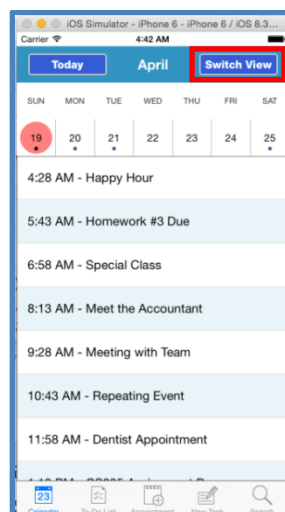 iOS Simulator - iPhone 6 - iPhone 6 / iOS 8.3...
Carrier 4:42 AM
Today April Switch View
SUN MON TUE WED THU FRI SAT
19 20 21 22 23 24 25
4:28 AM - Happy Hour
5:43 AM - Homework #3 Due
6:58 AM - Special Class
8:13 AM - Meet the Accountant
9:28 AM - Meeting with Team
10:43 AM - Repeating Event
11:58 AM - Dentist Appointment
23
Calendar To-Do List Appointment New Task Search